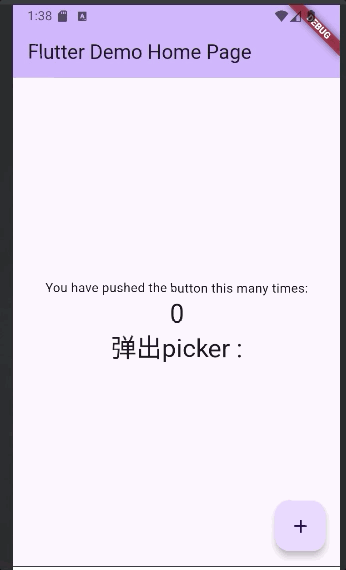 1:38
DEBUG
Flutter Demo Home Page
You have pushed the button this many times:
0
弹出picker :
+